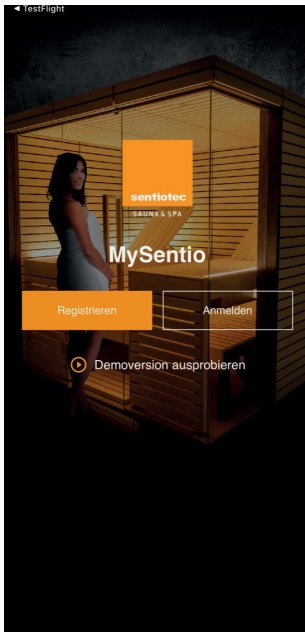 ◀ TestFlight
sentiotec
SAUNA & SPA
MySentio
Registrieren
Anmelden
Demoversion ausprobieren